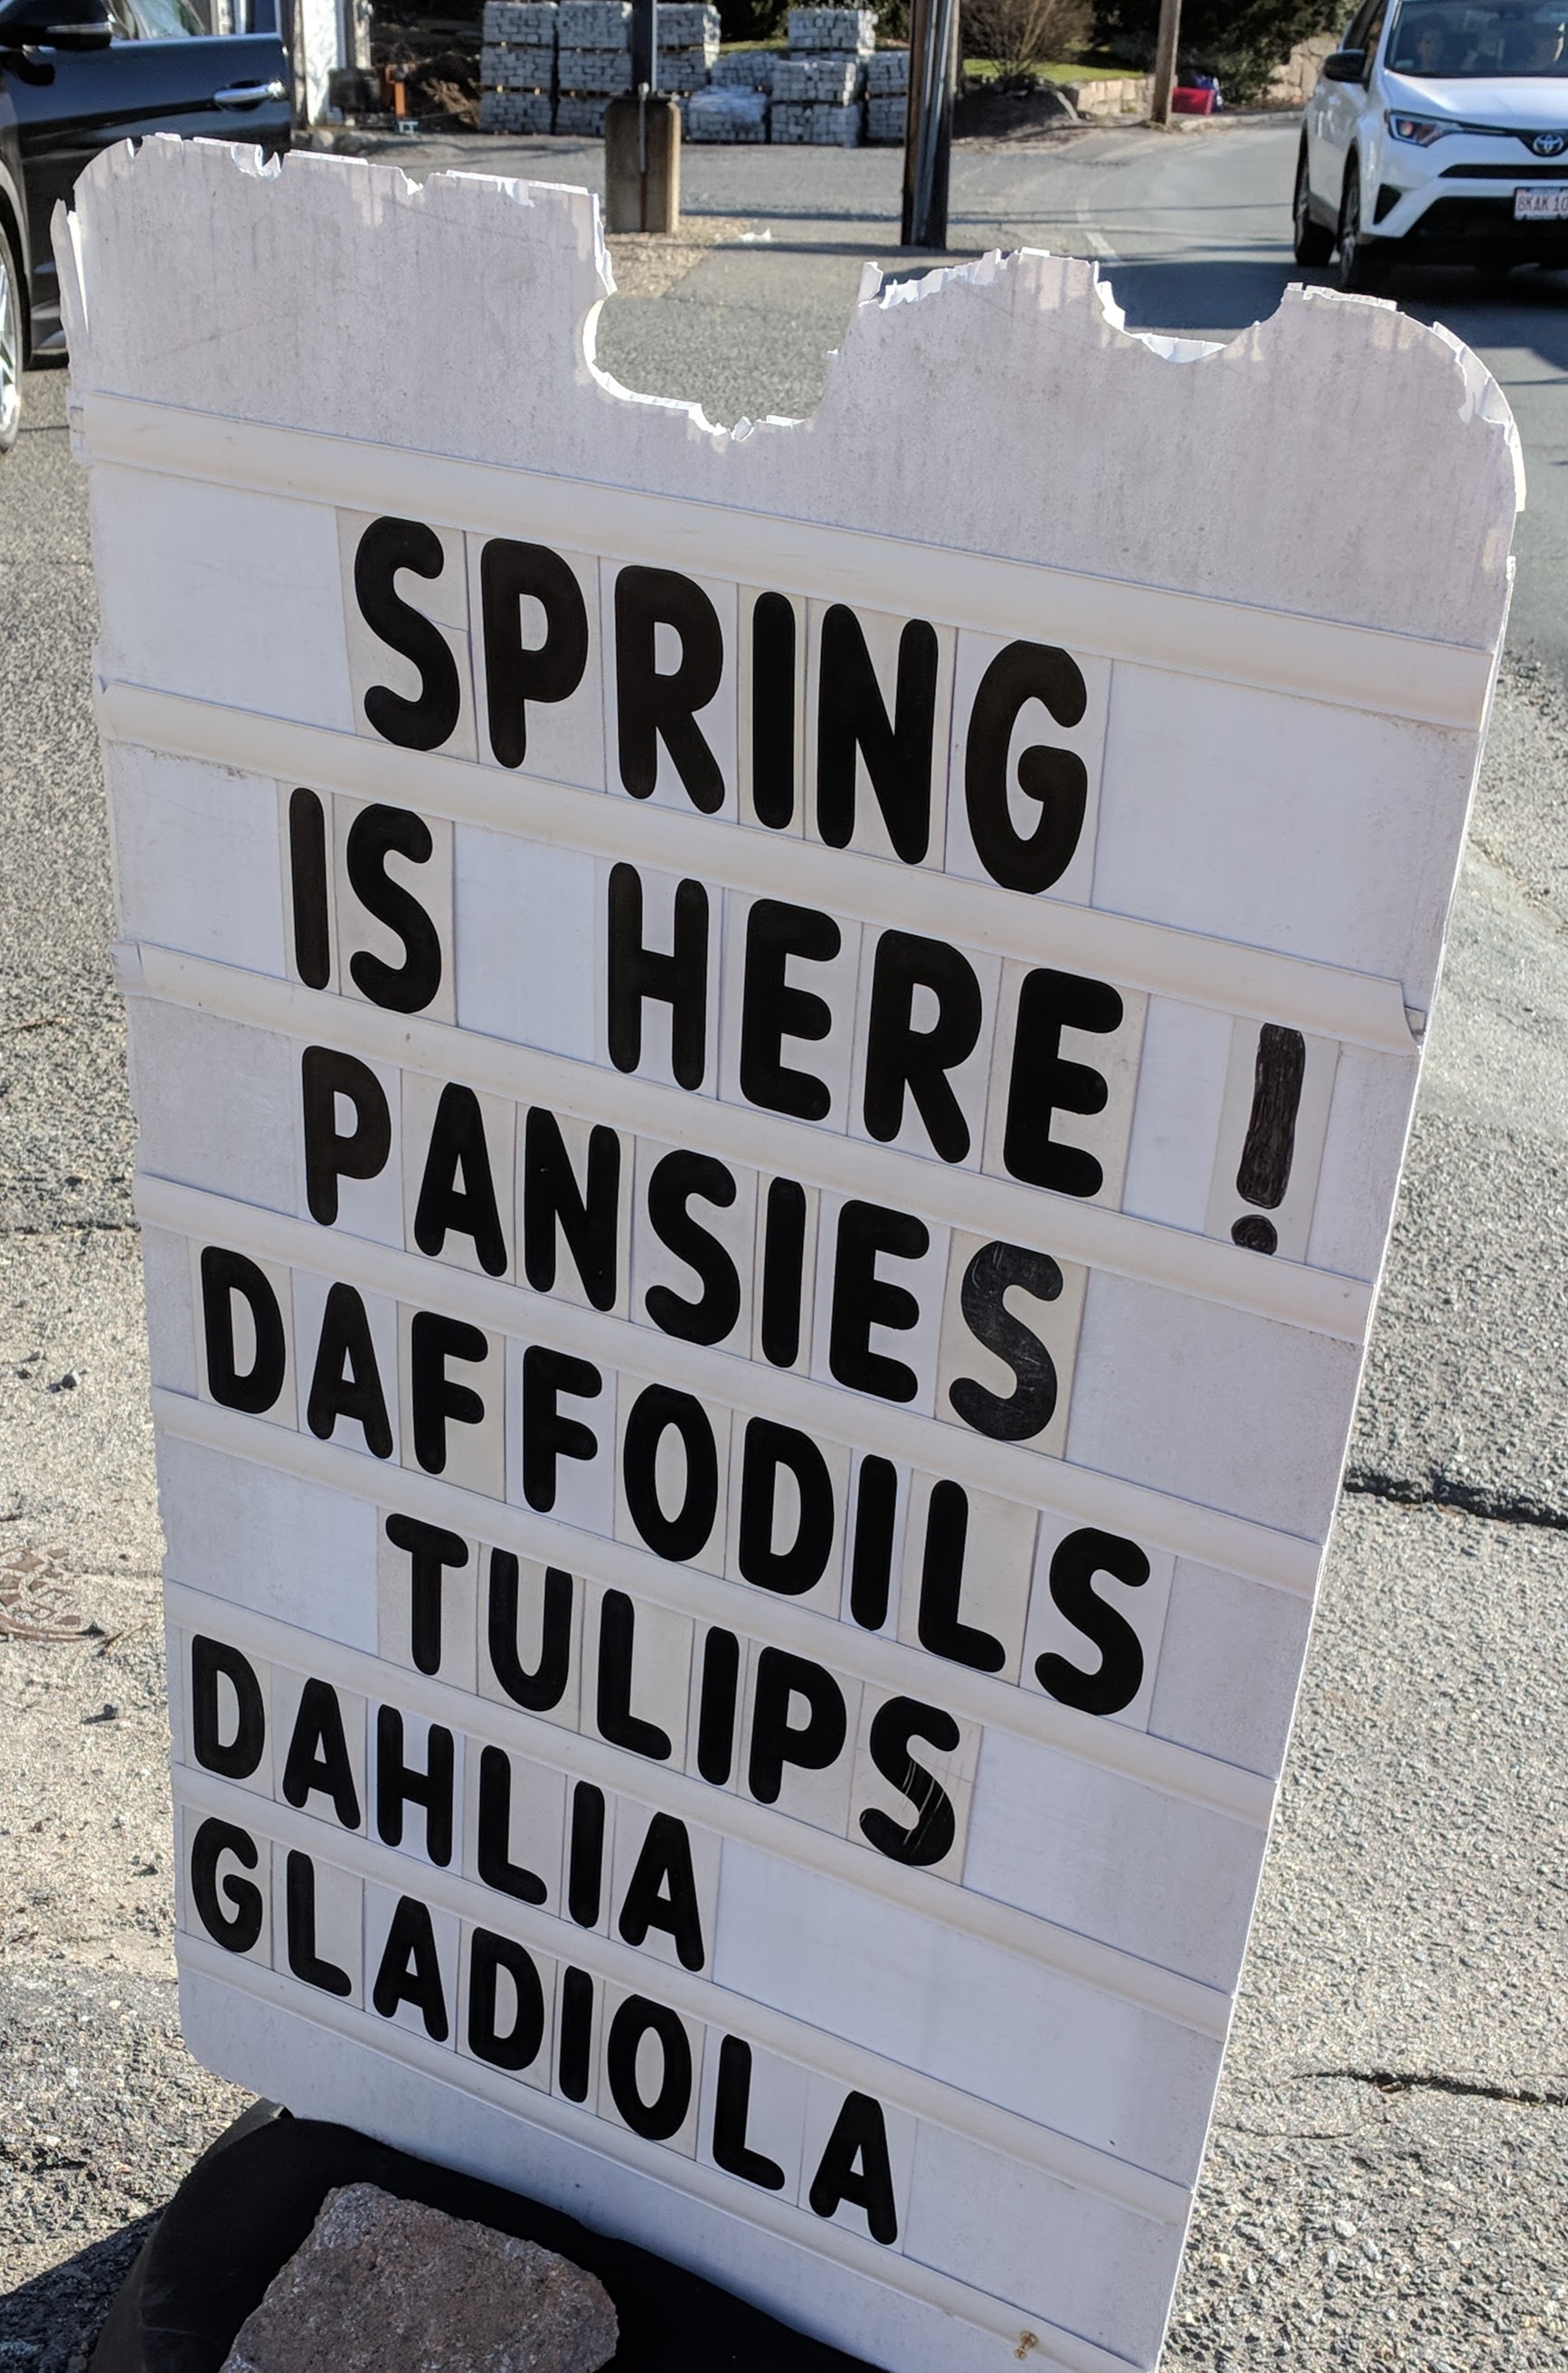 SPRING
IS HERE !
PANSIES
DAFFODILS
TULIPS
DAHLIA
GLADIOLA